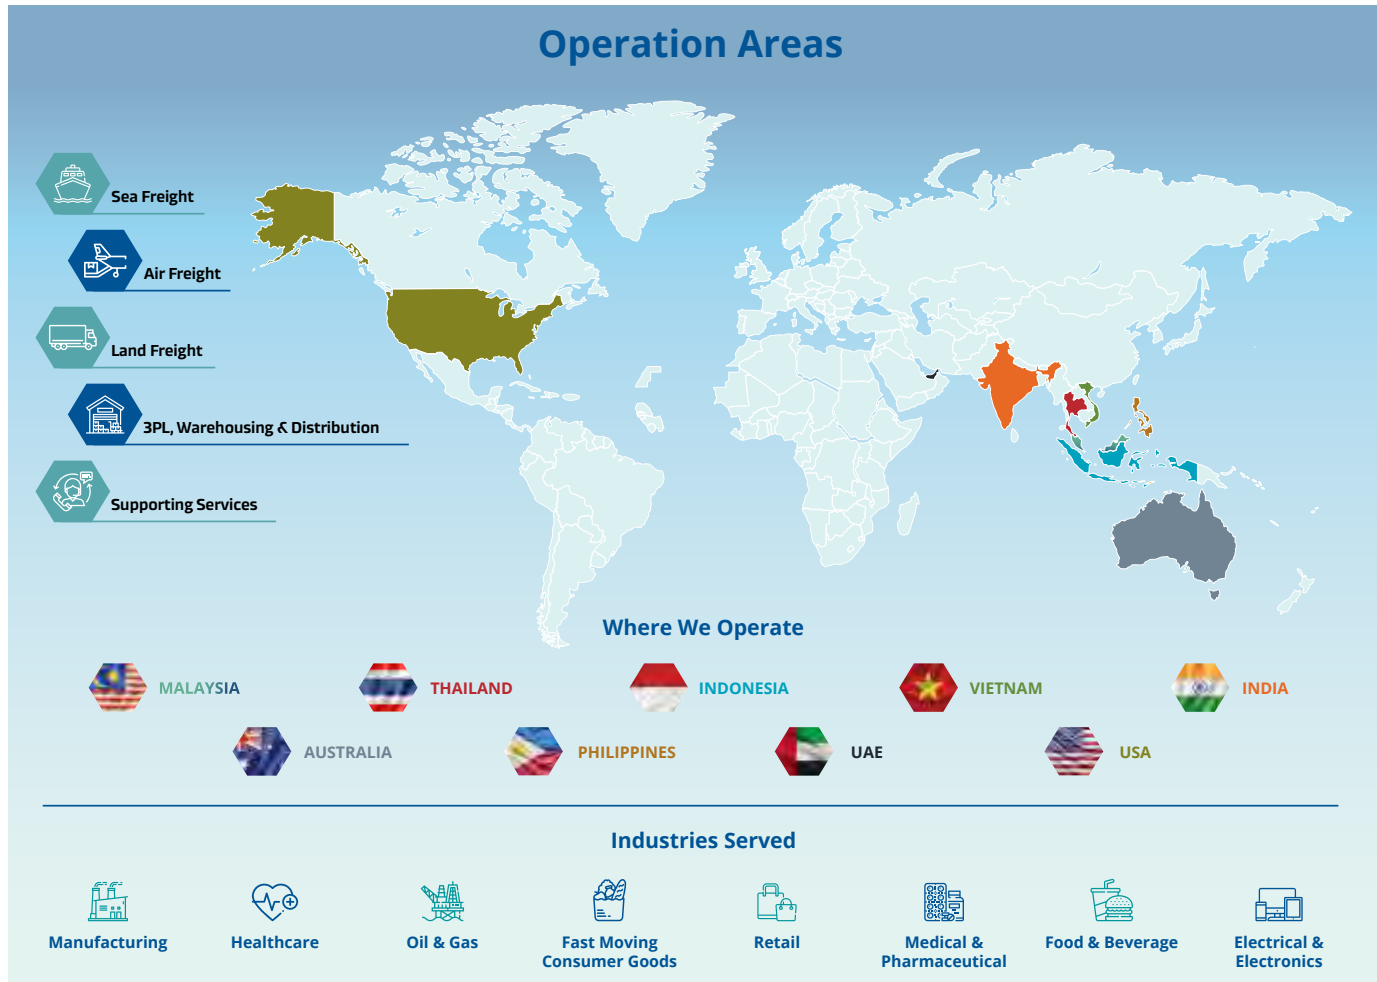 Operation Areas
Sea Freight
Air Freight
Land Freight
3PL, Warehousing & Distribution
Supporting Services
Where We Operate
MALAYSIA
THAILAND
INDONESIA
VIETNAM
INDIA
AUSTRALIA
PHILIPPINES
UAE
USA
Industries Served
Manufacturing
Healthcare
Oil & Gas
Fast Moving
Consumer Goods
Retail
Medical &
Pharmaceutical
Food & Beverage
Electrical &
Electronics